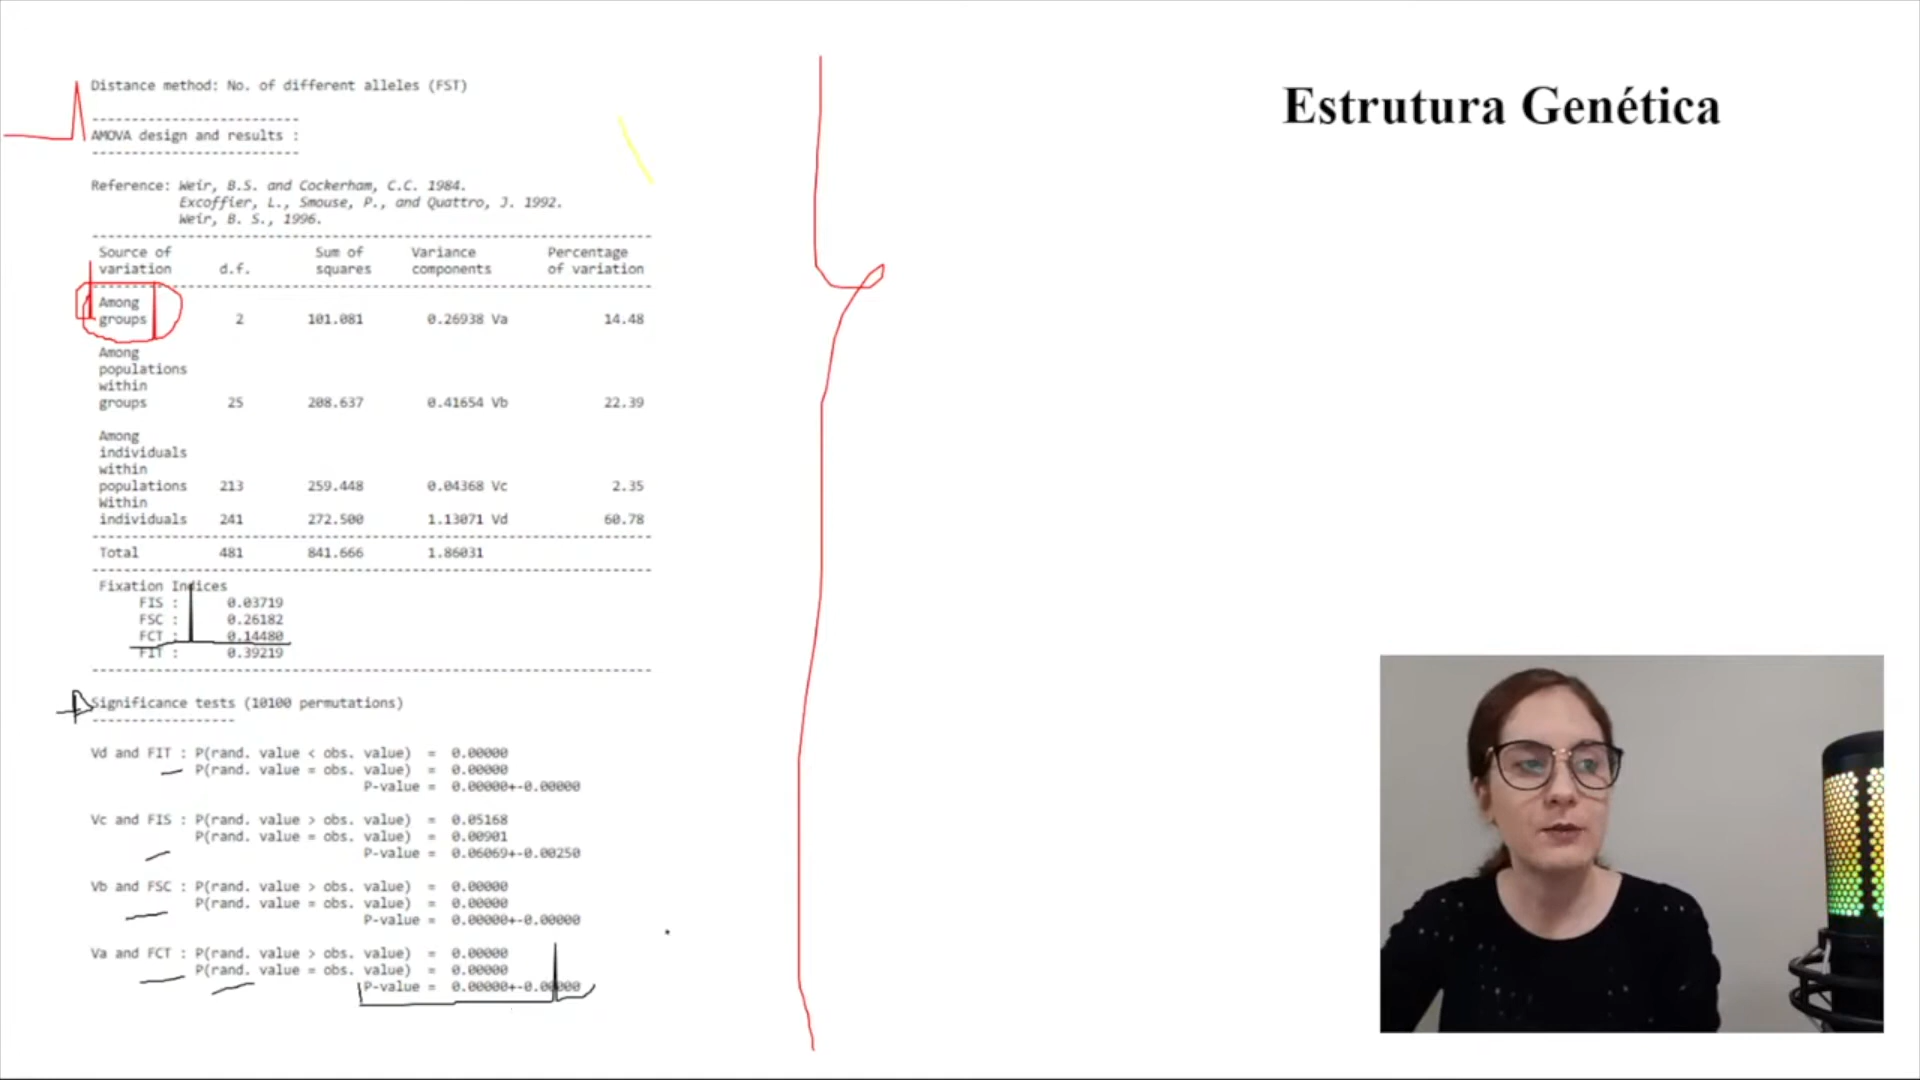 Estrutura Genética
Distance method: No. of different alleles (FST)
--------------------------
AMOVA design and results :
--------------------------
Reference: Weir, B.S. and Cockerham, C.C. 1984.
Excoffier, L., Smouse, P., and Quattro, J. 1992.
Weir, B. S., 1996.
----------------------------------------------------------------------
Source of Sum of Variance Percentage
variation d.f. squares components of variation
----------------------------------------------------------------------
Among
groups 2 101.081 0.26938 Va 14.48
Among
populations
within
groups 25 208.637 0.41654 Vb 22.39
Among
individuals
within
populations 213 259.448 0.04368 Vc 2.35
Within
individuals 241 272.500 1.13071 Vd 60.78
----------------------------------------------------------------------
Total 481 841.666 1.86031
----------------------------------------------------------------------
Fixation Indices
FIS : 0.03719
FSC : 0.26182
FCT : 0.14480
FIT : 0.39219
----------------------------------------------------------------------
Significance tests (10100 permutations)
------------------
Vd and FIT : P(rand. value < obs. value) = 0.00000
P(rand. value = obs. value) = 0.00000
P-value = 0.00000+-0.00000
Vc and FIS : P(rand. value > obs. value) = 0.05168
P(rand. value = obs. value) = 0.00901
P-value = 0.06069+-0.00250
Vb and FSC : P(rand. value > obs. value) = 0.00000
P(rand. value = obs. value) = 0.00000
P-value = 0.00000+-0.00000
Va and FCT : P(rand. value > obs. value) = 0.00000
P(rand. value = obs. value) = 0.00000
P-value = 0.00000+-0.00000